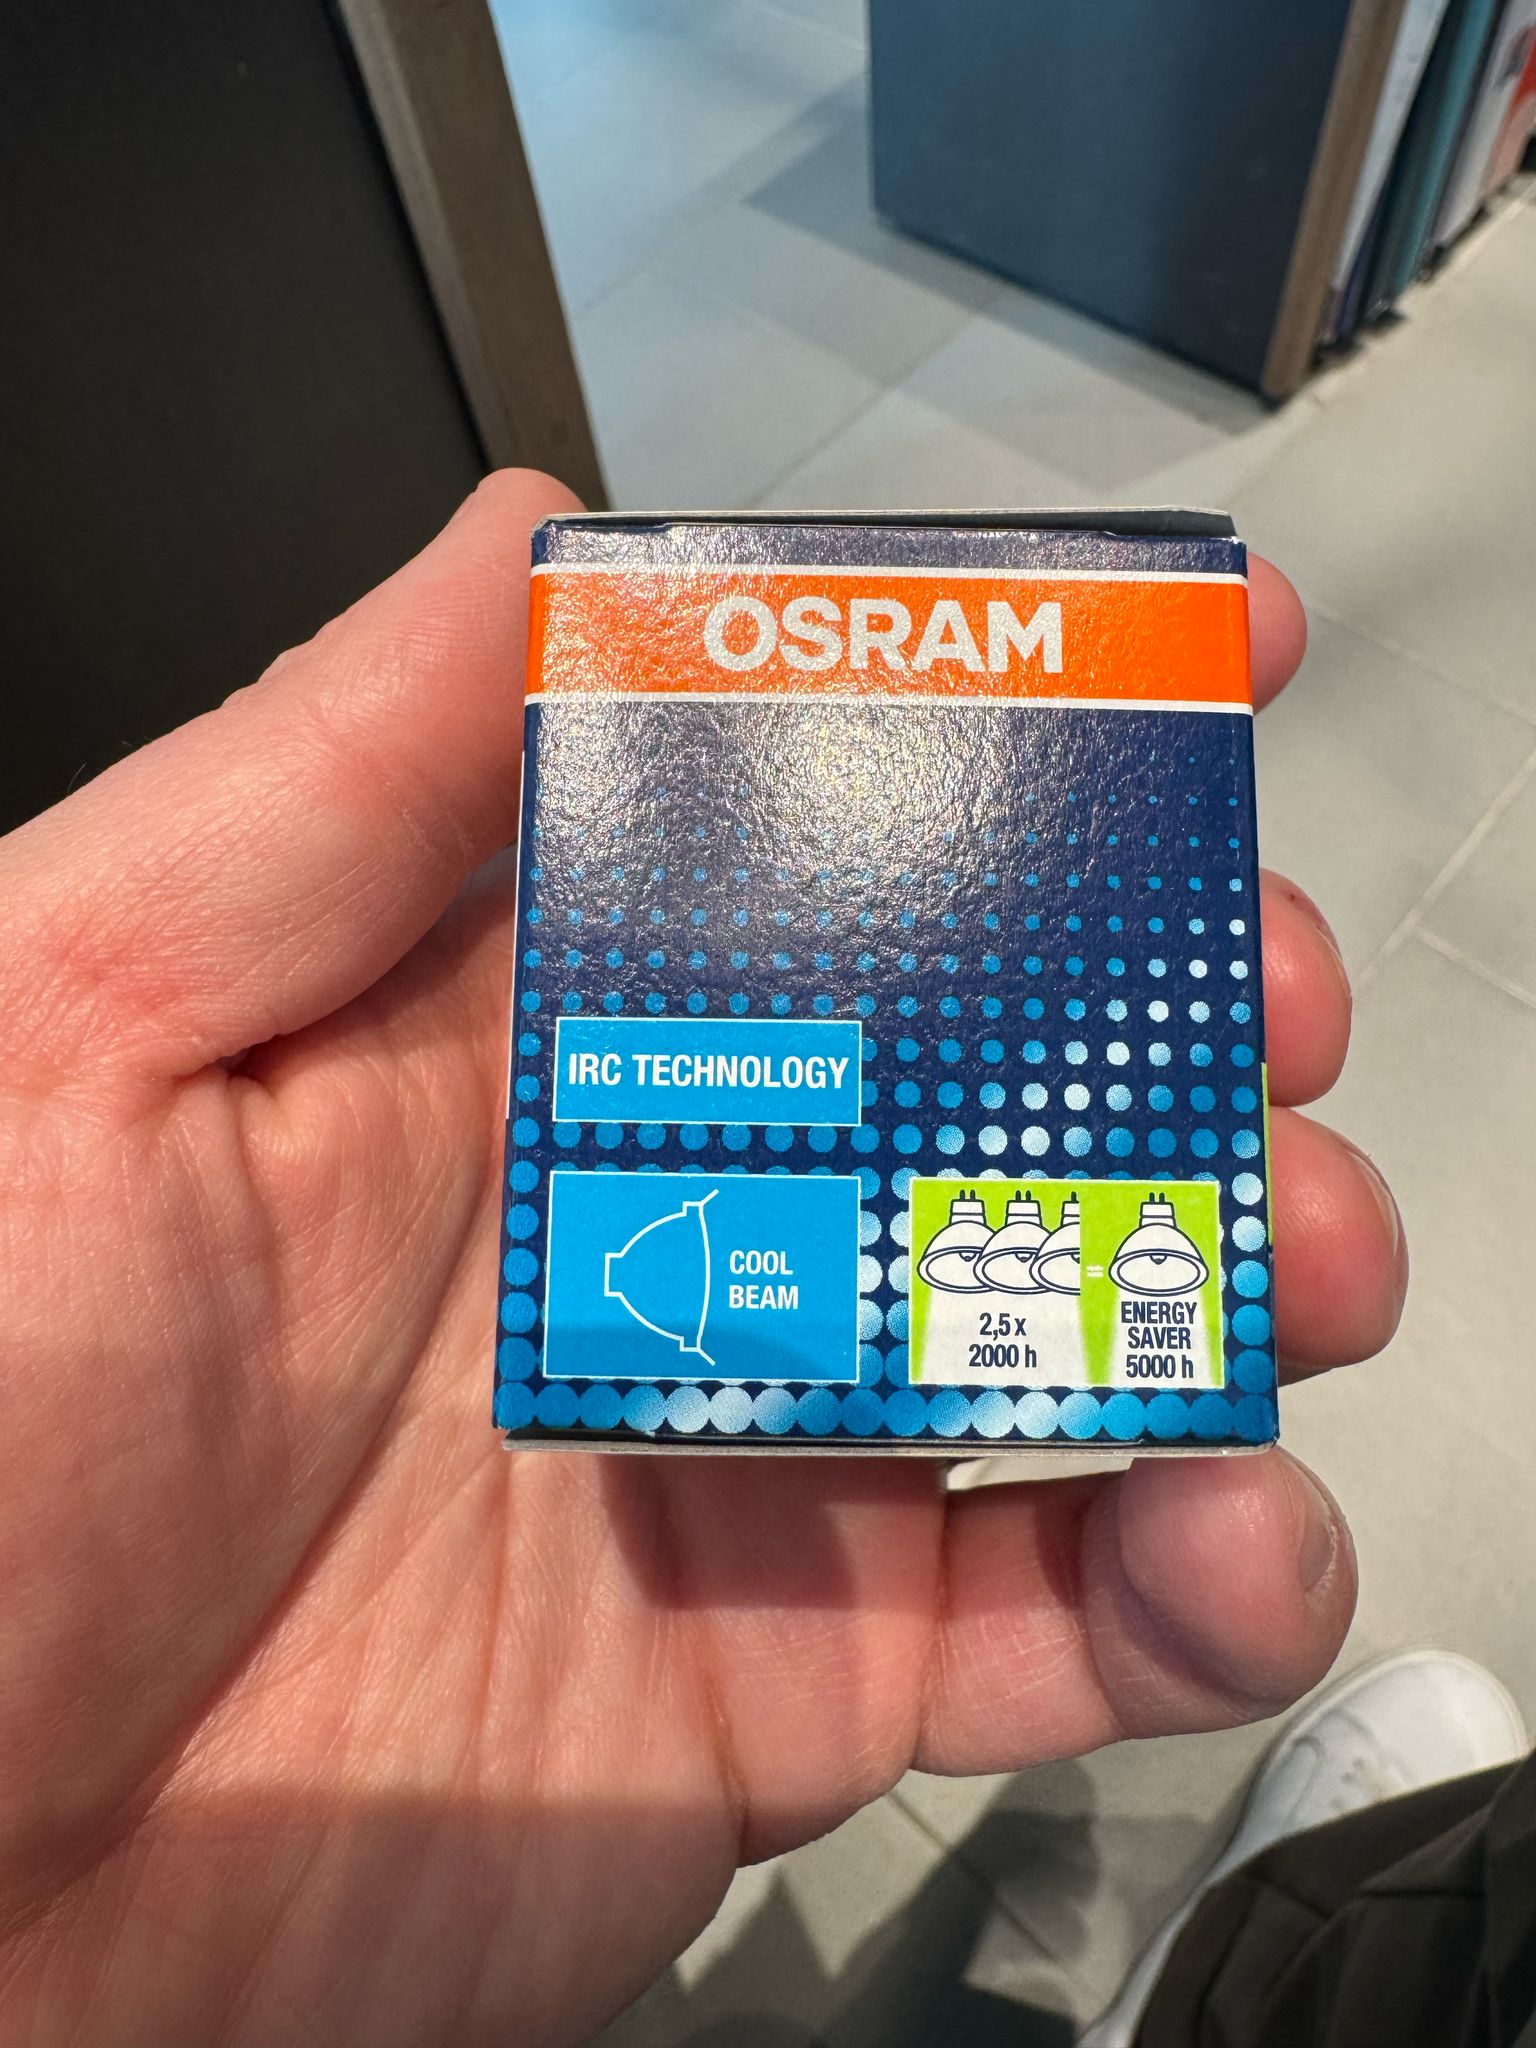 OSRAM
IRC TECHNOLOGY
COOL
BEAM
2,5 x
2000 h
=
ENERGY
SAVER
5000 h